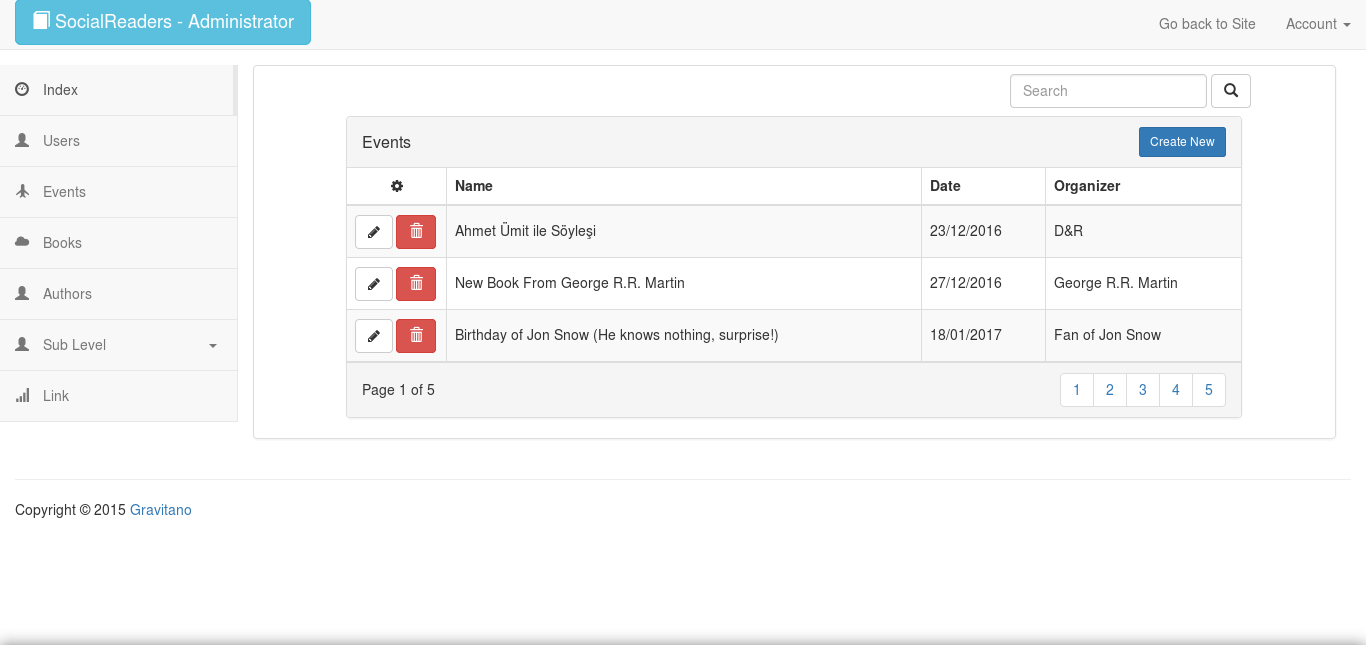 SocialReaders - Administrator
Go back to Site
Account
Index
Users
Events
Books
Authors
Sub Level
Link
Search
Events
Create New
Name Date Organizer
Ahmet Ümit ile Söyleşi 23/12/2016 D&R
New Book From George R.R. Martin 27/12/2016 George R.R. Martin
Birthday of Jon Snow (He knows nothing, surprise!) 18/01/2017 Fan of Jon Snow
Page 1 of 5
1 2 3 4 5
Copyright © 2015 Gravitano